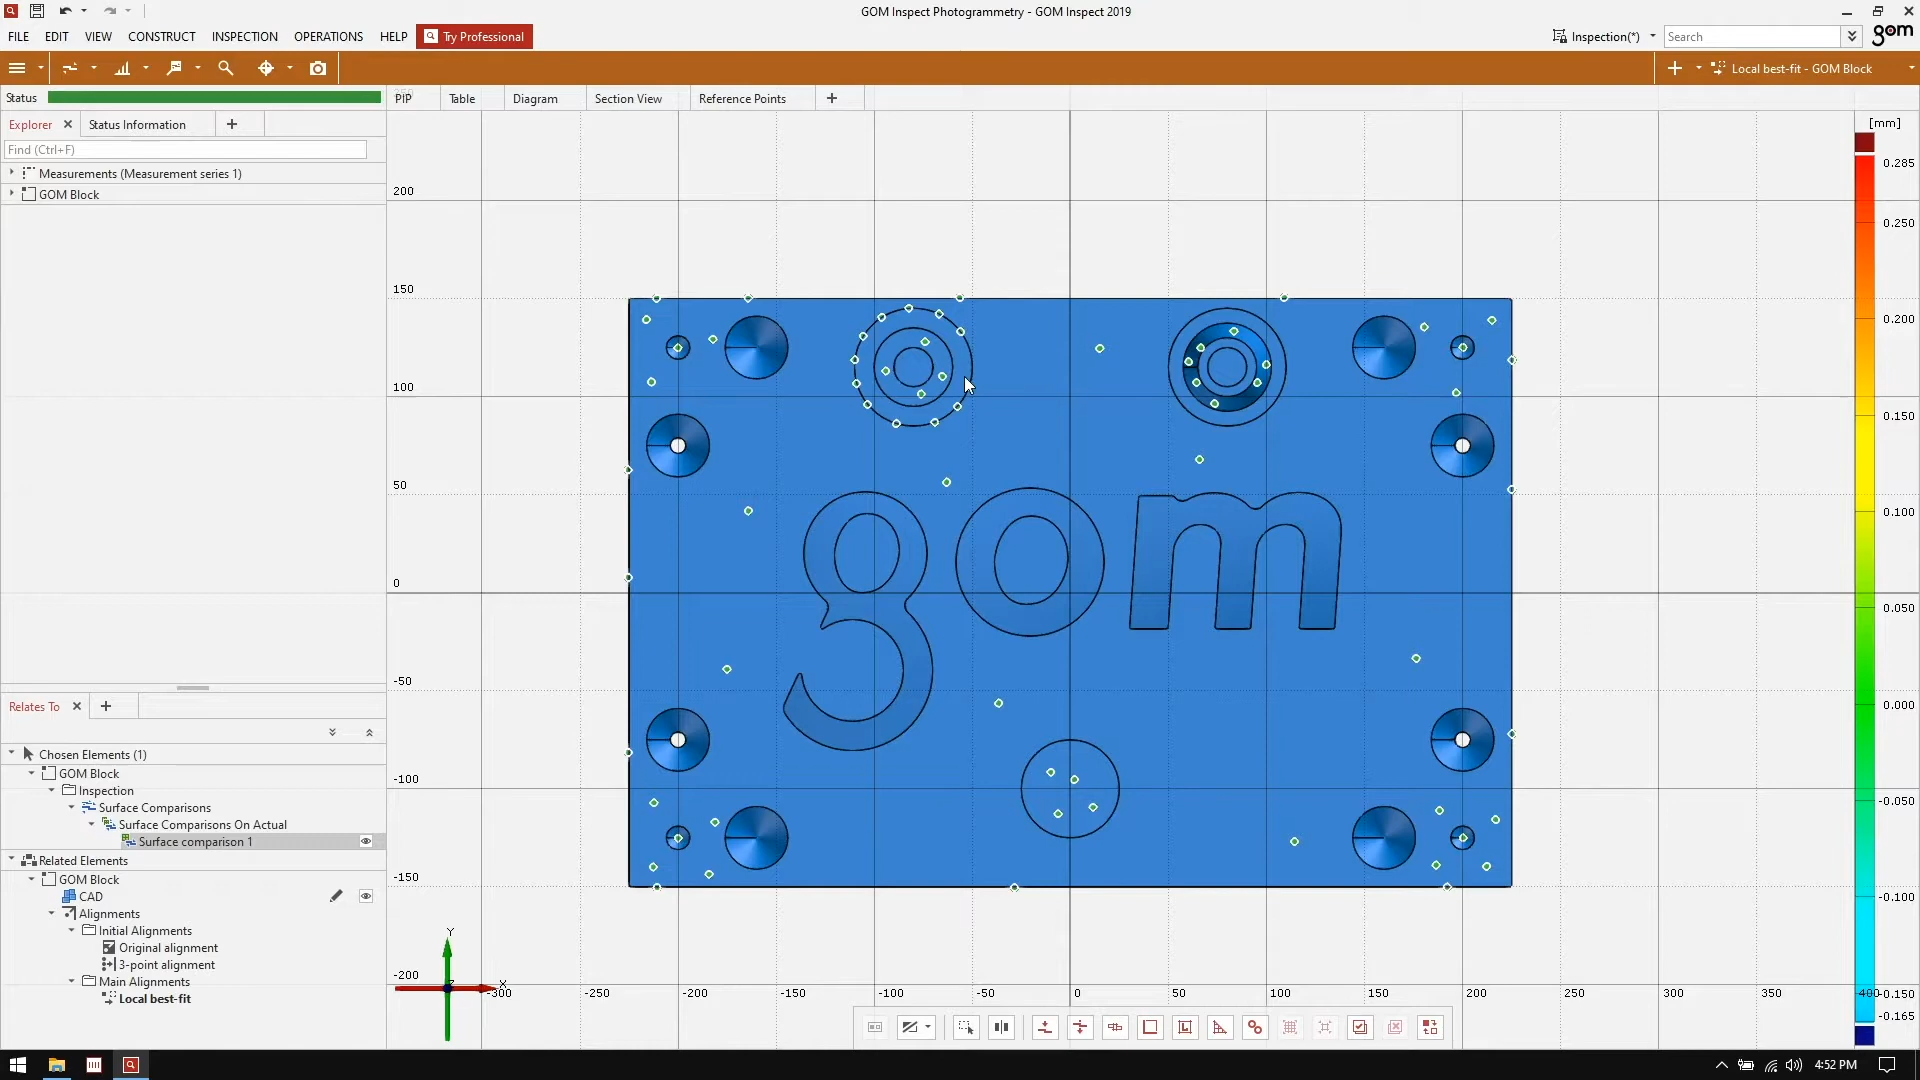 GOM Inspect Photogrammetry - GOM Inspect 2019
FILE EDIT VIEW CONSTRUCT INSPECTION OPERATIONS HELP Try Professional
Inspection(*) Search gom
Local best-fit - GOM Block
Status
PIP Table Diagram Section View Reference Points
Explorer Status Information
Find (Ctrl+F)
Measurements (Measurement series 1)
GOM Block
Relates To
Chosen Elements (1)
GOM Block
Inspection
Surface Comparisons
Surface Comparisons On Actual
Surface comparison 1
Related Elements
GOM Block
CAD
Alignments
Initial Alignments
Original alignment
3-point alignment
Main Alignments
Local best-fit
200
150
100
50
0
-50
-100
-150
-200
gom
Y
X
-300 -250 -200 -150 -100 -50 0 50 100 150 200 250 300 350 400
[mm]
0.285
0.250
0.200
0.150
0.100
0.050
0.000
-0.050
-0.100
-0.150
-0.165
4:52 PM